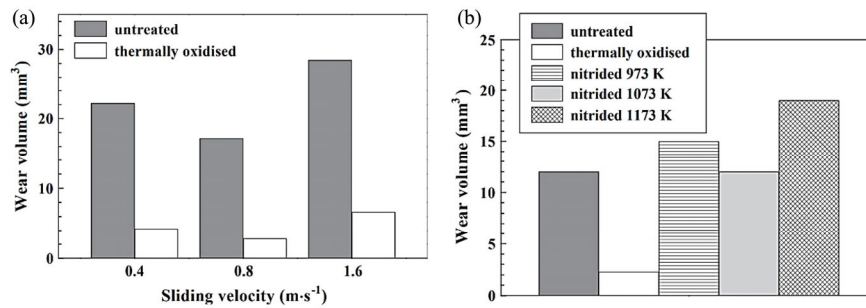 (a)
untreated
thermally oxidised
Wear volume (mm³)
30
20
10
0
0.4 0.8 1.6
Sliding velocity (m·s⁻¹)
(b)
untreated
thermally oxidised
nitrided 973 K
nitrided 1073 K
nitrided 1173 K
Wear volume (mm³)
25
20
15
10
5
0